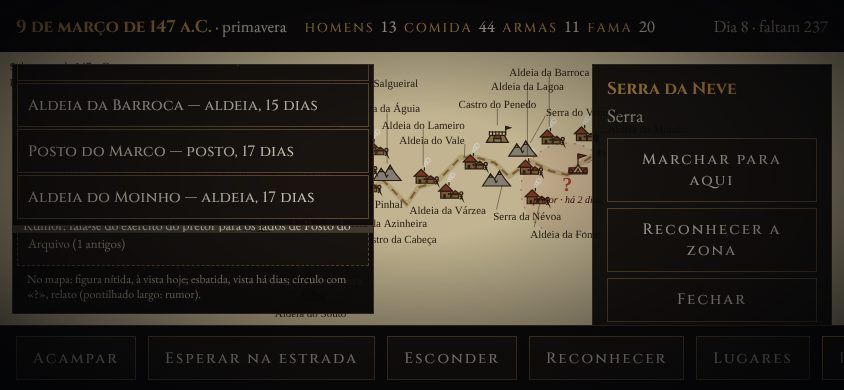 9 DE MARÇO DE 147 A.C. · primavera HOMENS 13 COMIDA 44 ARMAS 11 FAMA 20 Dia 8 · faltam 237
ALDEIA DA BARROCA — ALDEIA, 15 DIAS
POSTO DO MARCO — POSTO, 17 DIAS
ALDEIA DO MOINHO — ALDEIA, 17 DIAS
Rumor: fala-se do exército do pretor para os lados de Posto do
Arquivo (1 antigos)
No mapa: figura nítida, à vista hoje; esbatida, vista há dias; círculo com
«?», relato (pontilhado largo: rumor).
Salgueiral
da Águia
Aldeia do Lameiro
Aldeia do Vale
Castro do Penedo
Aldeia da Barroca
Aldeia da Lagoa
Serra do
?
há 2
Pinhal
Aldeia da Várzea
Serra da Névoa
Azinheira
da Cabeça
Aldeia da
Aldeia do Souto
SERRA DA NEVE
Serra
MARCHAR PARA
AQUI
RECONHECER A
ZONA
FECHAR
ACAMPAR
ESPERAR NA ESTRADA
ESCONDER
RECONHECER
LUGARES